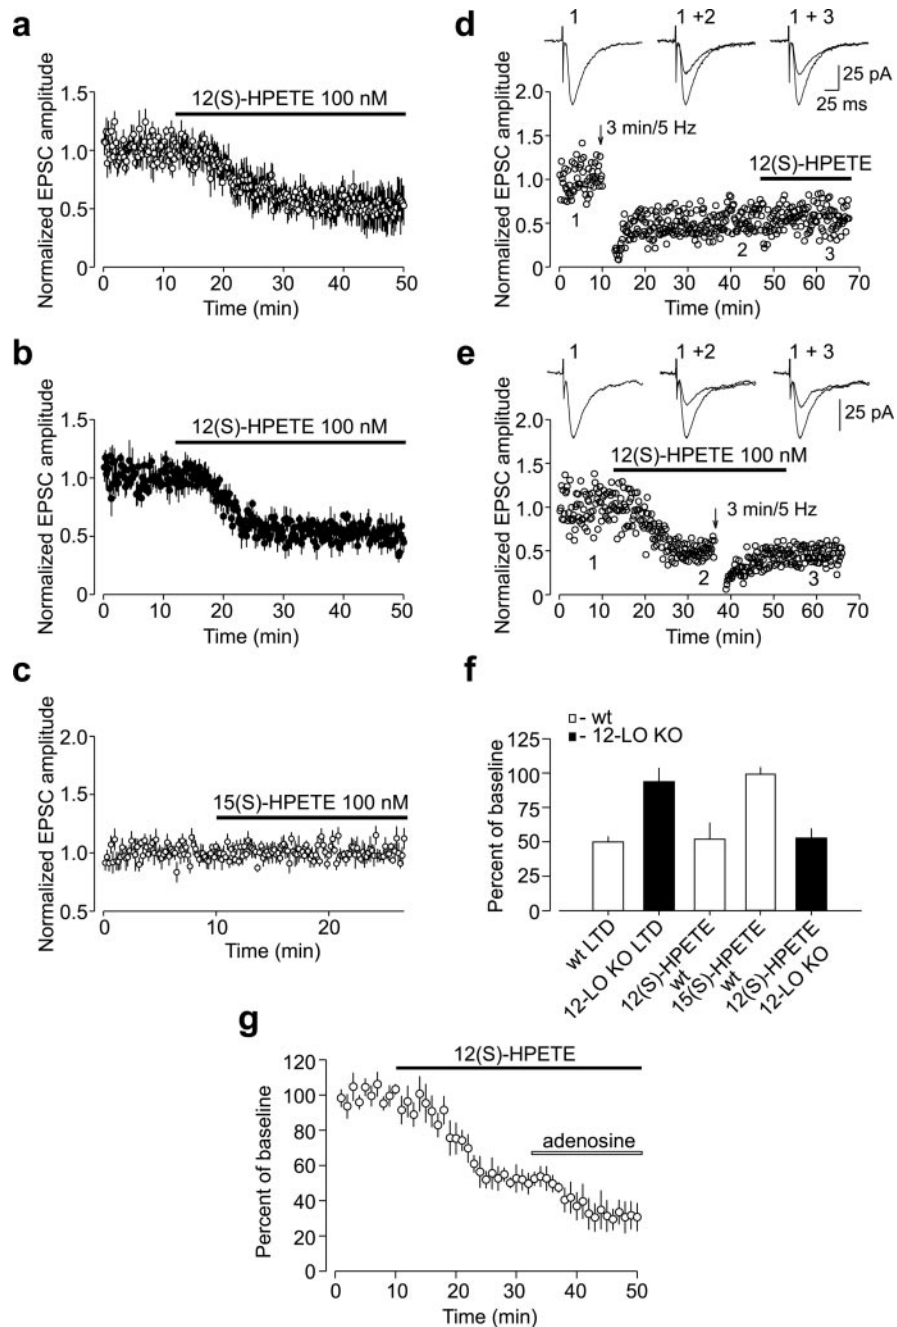 a
Normalized EPSC amplitude
1.5
1.0
0.5
0
12(S)-HPETE 100 nM
0 10 20 30 40 50
Time (min)
b
Normalized EPSC amplitude
1.5
1.0
0.5
0
12(S)-HPETE 100 nM
0 10 20 30 40 50
Time (min)
c
Normalized EPSC amplitude
2.0
1.5
1.0
0.5
15(S)-HPETE 100 nM
0 10 20
Time (min)
d
1 1 +2 1 + 3
25 pA
25 ms
Normalized EPSC amplitude
2.0
1.5
1.0
0.5
0
3 min/5 Hz
12(S)-HPETE
1 2 3
0 10 20 30 40 50 60 70
Time (min)
e
1 1 +2 1 + 3
25 pA
Normalized EPSC amplitude
2.0
1.5
1.0
0.5
0
12(S)-HPETE 100 nM
3 min/5 Hz
1 2 3
0 10 20 30 40 50 60 70
Time (min)
f
- wt
- 12-LO KO
Percent of baseline
125
100
75
50
25
0
wt LTD
12-LO KO LTD
12(S)-HPETE
wt
15(S)-HPETE
wt
12(S)-HPETE
12-LO KO
g
Percent of baseline
120
100
80
60
40
20
0
12(S)-HPETE
adenosine
0 10 20 30 40 50
Time (min)